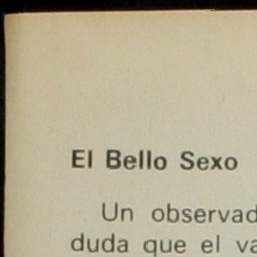 El Bello Sexo
Un observad
duda que el va